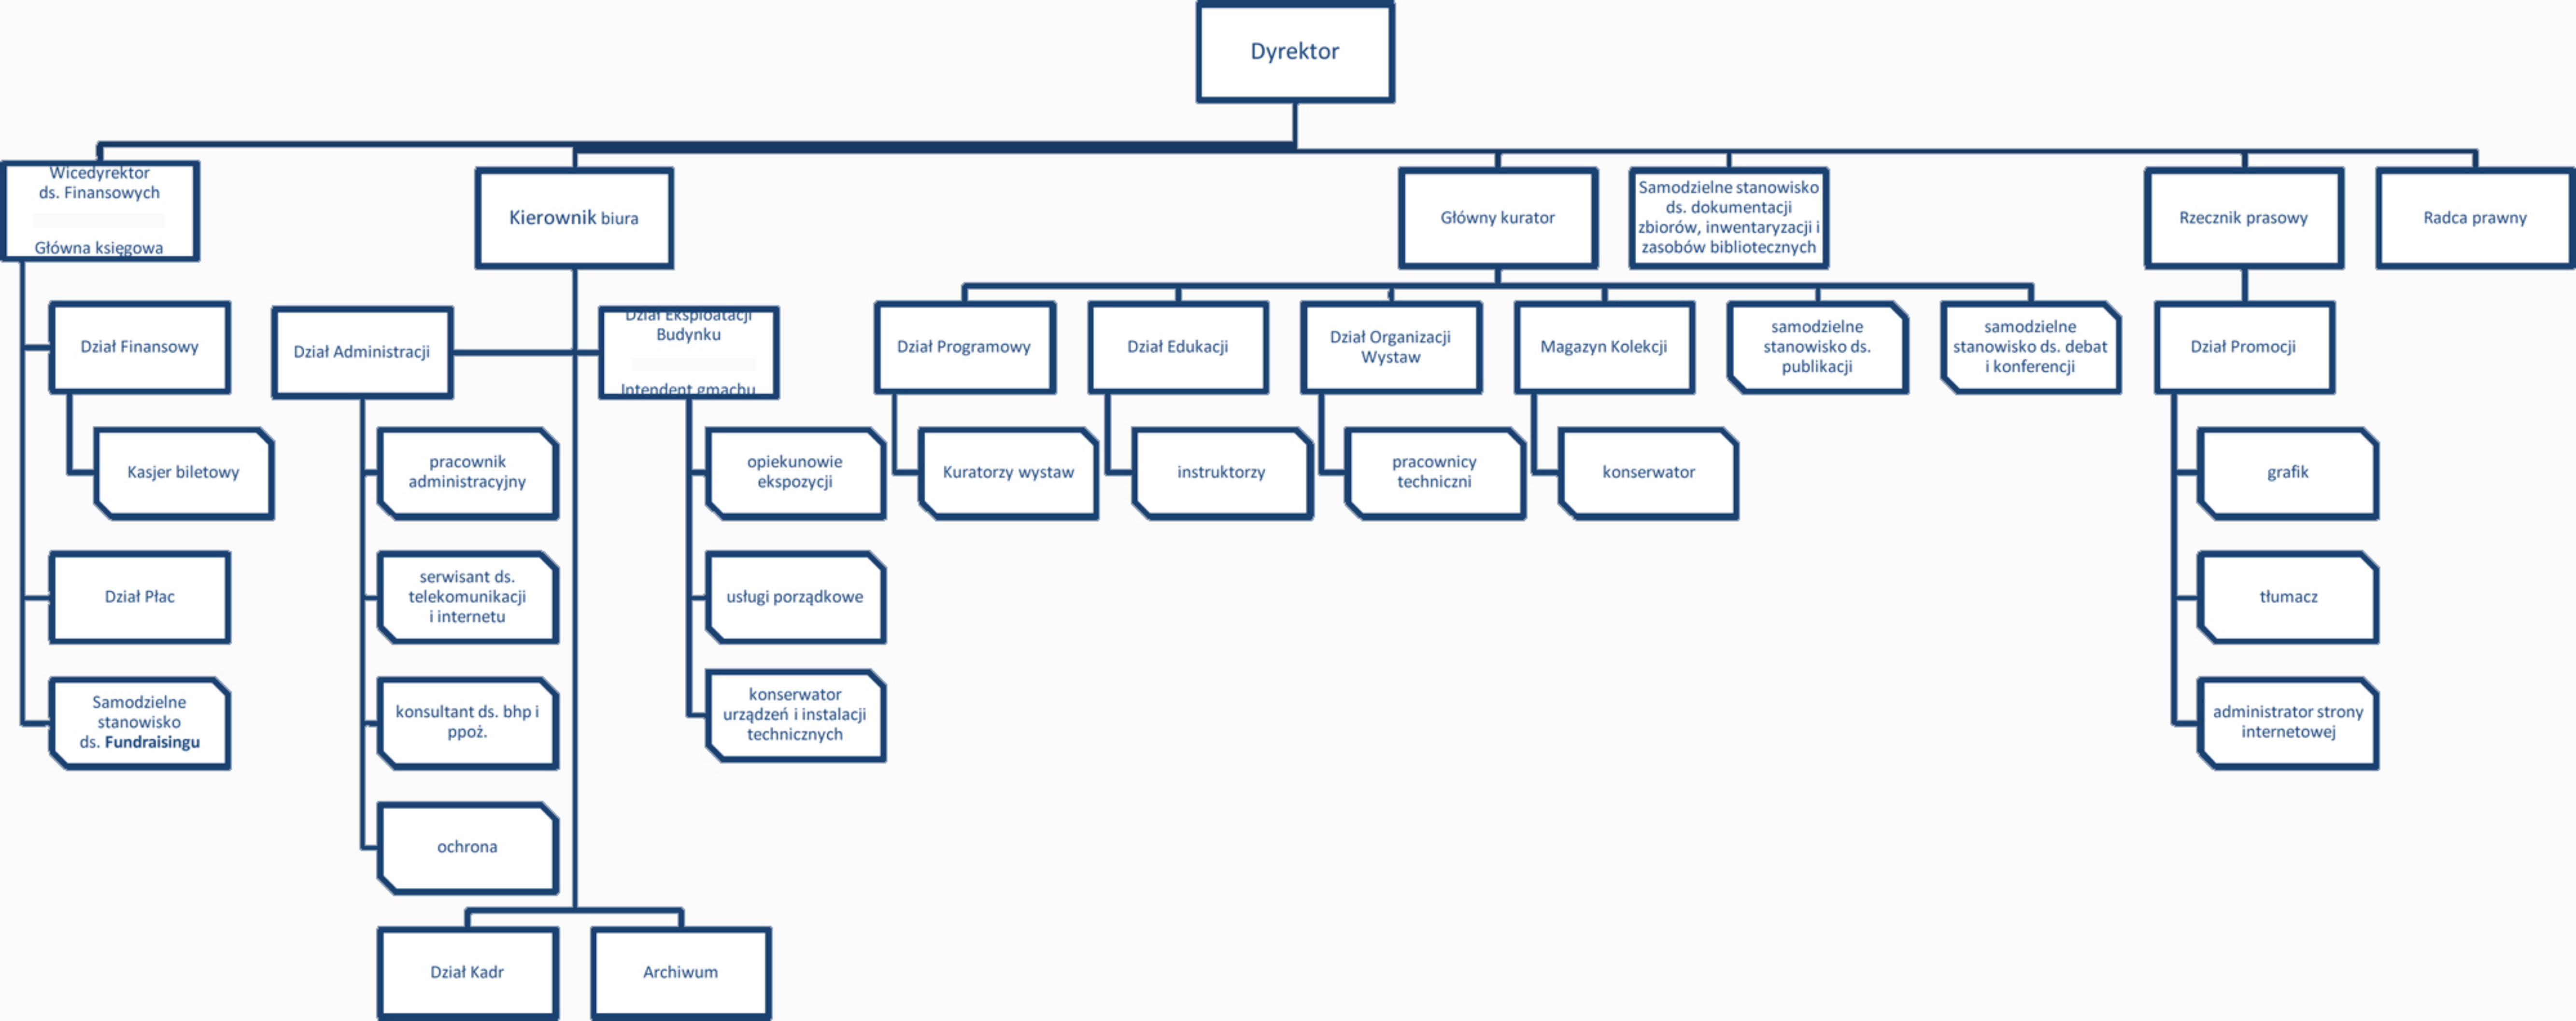 Dyrektor
Wicedyrektor
ds. Finansowych
Główna księgowa
Kierownik biura
Główny kurator
Samodzielne stanowisko
ds. dokumentacji
zbiorów, inwentaryzacji i
zasobów bibliotecznych
Rzecznik prasowy
Radca prawny
Dział Finansowy
Dział Administracji
Dział Eksploatacji
Budynku
Intendent gmachu
Dział Programowy
Dział Edukacji
Dział Organizacji
Wystaw
Magazyn Kolekcji
samodzielne
stanowisko ds.
publikacji
samodzielne
stanowisko ds. debat
i konferencji
Dział Promocji
Kasjer biletowy
pracownik
administracyjny
opiekunowie
ekspozycji
Kuratorzy wystaw
instruktorzy
pracownicy
techniczni
konserwator
grafik
Dział Płac
serwisant ds.
telekomunikacji
i internetu
usługi porządkowe
tłumacz
Samodzielne
stanowisko
ds. Fundraisingu
konsultant ds. bhp i
ppoż.
konserwator
urządzeń i instalacji
technicznych
administrator strony
internetowej
ochrona
Dział Kadr
Archiwum